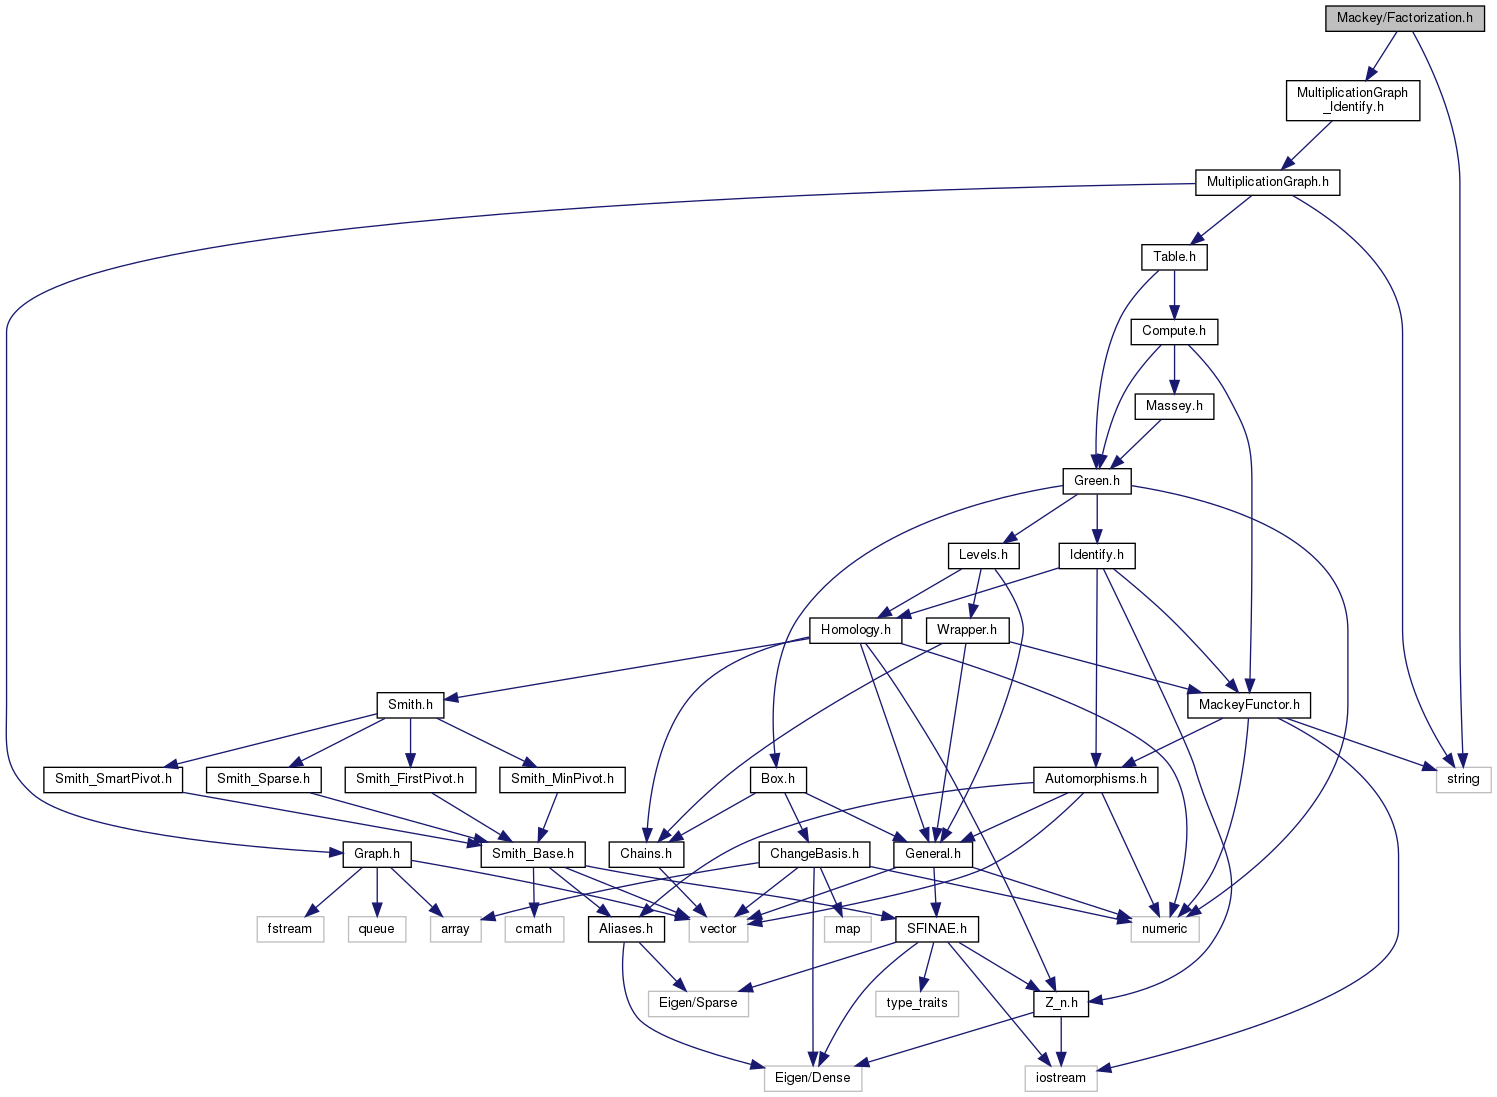 Mackey/Factorization.h
MultiplicationGraph
_Identify.h
MultiplicationGraph.h
Table.h
Compute.h
Massey.h
Green.h
Levels.h
Identify.h
Homology.h
Wrapper.h
Smith.h
MackeyFunctor.h
Smith_SmartPivot.h
Smith_Sparse.h
Smith_FirstPivot.h
Smith_MinPivot.h
Box.h
Automorphisms.h
string
Graph.h
Smith_Base.h
Chains.h
ChangeBasis.h
General.h
fstream
queue
array
cmath
Aliases.h
vector
map
SFINAE.h
numeric
Eigen/Sparse
type_traits
Z_n.h
Eigen/Dense
iostream